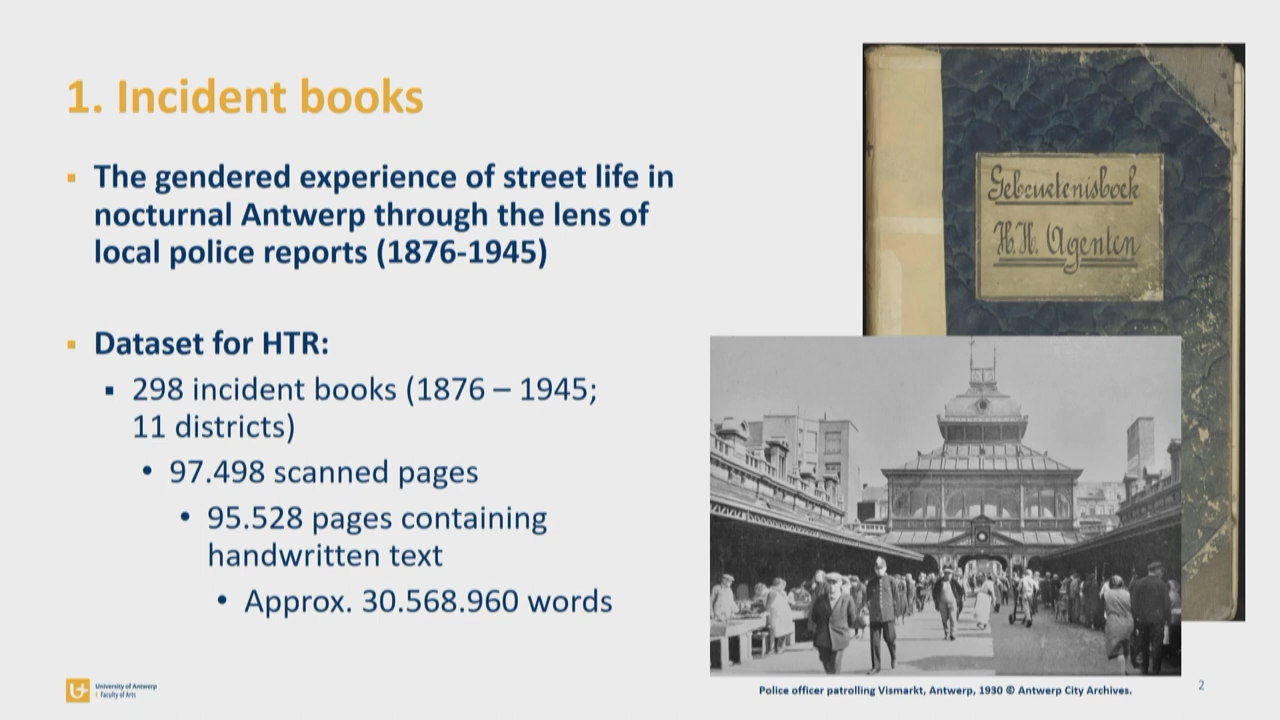 1. Incident books
▪ The gendered experience of street life in
nocturnal Antwerp through the lens of
local police reports (1876-1945)
▪ Dataset for HTR:
▪ 298 incident books (1876 – 1945;
11 districts)
• 97.498 scanned pages
• 95.528 pages containing
handwritten text
• Approx. 30.568.960 words
Gebeurtenisboek
H.H. Agenten
Police officer patrolling Vismarkt, Antwerp, 1930 © Antwerp City Archives.
University of Antwerp
Faculty of Arts
2